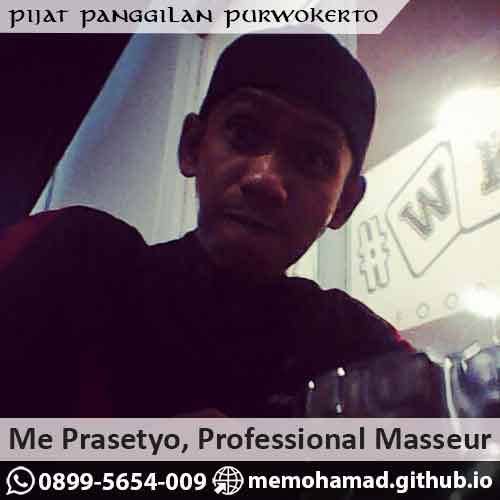 PIJAT PANGGILAN PURWOKERTO
#W
Me Prasetyo, Professional Masseur
0899-5654-009 memohamad.github.io